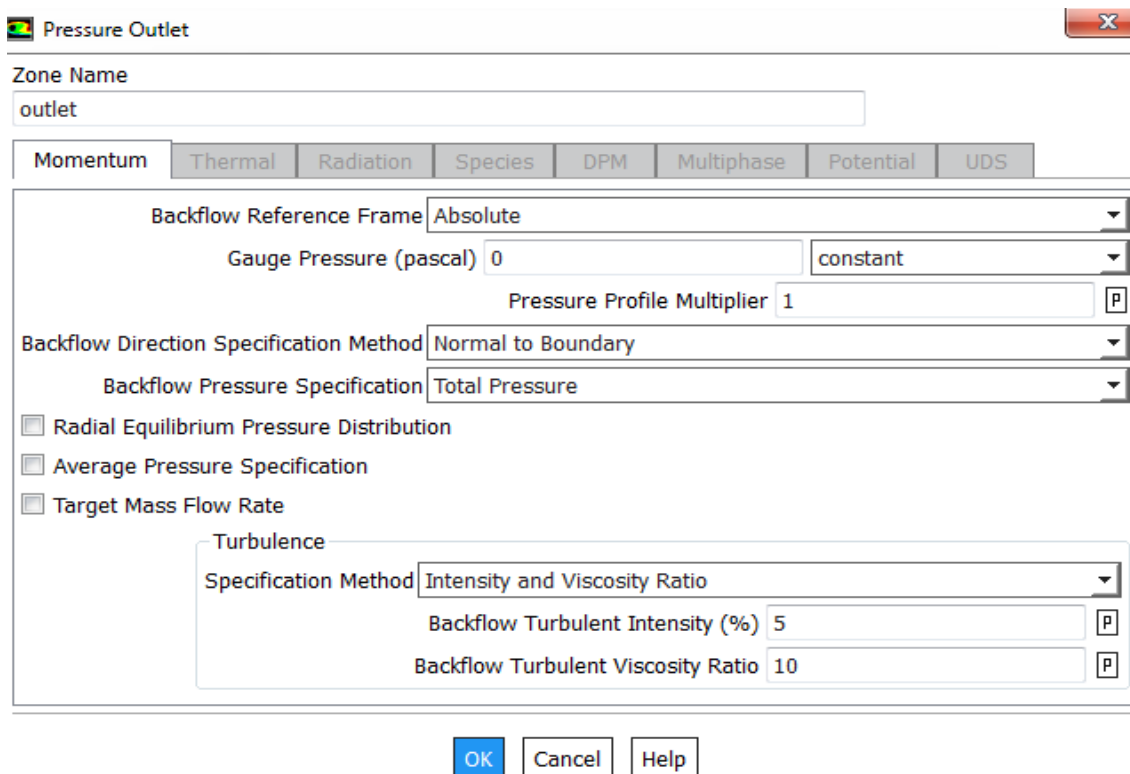 Pressure Outlet
Zone Name
outlet
Momentum Thermal Radiation Species DPM Multiphase Potential UDS
Backflow Reference Frame Absolute
Gauge Pressure (pascal) 0 constant
Pressure Profile Multiplier 1 P
Backflow Direction Specification Method Normal to Boundary
Backflow Pressure Specification Total Pressure
Radial Equilibrium Pressure Distribution
Average Pressure Specification
Target Mass Flow Rate
Turbulence
Specification Method Intensity and Viscosity Ratio
Backflow Turbulent Intensity (%) 5 P
Backflow Turbulent Viscosity Ratio 10 P
OK Cancel Help